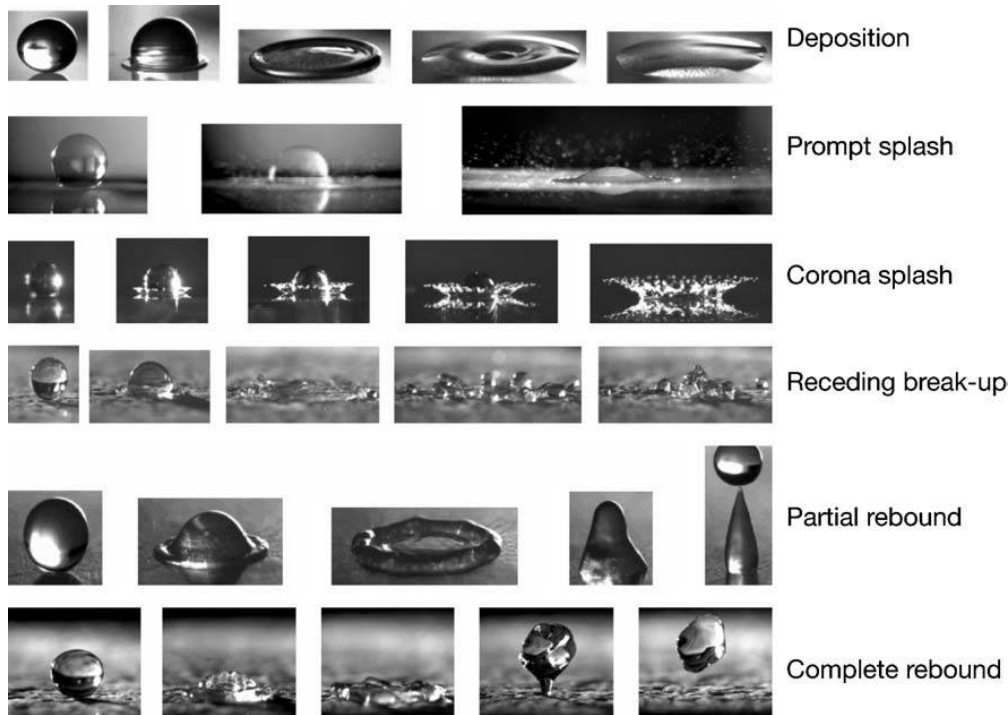 Deposition
Prompt splash
Corona splash
Receding break-up
Partial rebound
Complete rebound